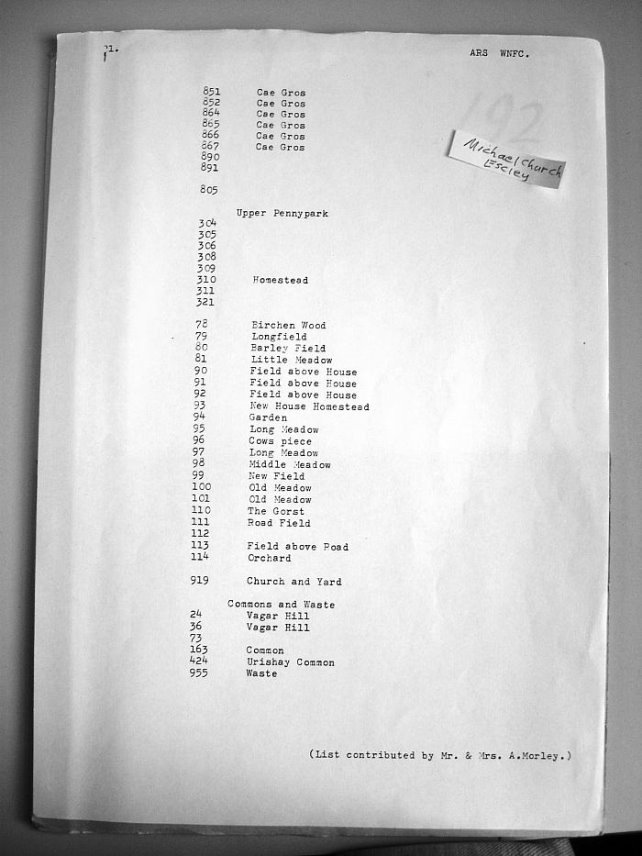 21.
ARS WNFC.
192
Michaelchurch
Escley
851 Cae Gros
852 Cae Gros
864 Cae Gros
865 Cae Gros
866 Cae Gros
867 Cae Gros
890
891
805
Upper Pennypark
304
305
306
308
309
310 Homestead
311
321
78 Birchen Wood
79 Longfield
80 Barley Field
81 Little Meadow
90 Field above House
91 Field above House
92 Field above House
93 New House Homestead
94 Garden
95 Long Meadow
96 Cows piece
97 Long Meadow
98 Middle Meadow
99 New Field
100 Old Meadow
101 Old Meadow
110 The Gorst
111 Road Field
112
113 Field above Road
114 Orchard
919 Church and Yard
Commons and Waste
24 Vagar Hill
36 Vagar Hill
73
163 Common
424 Urishay Common
955 Waste
(List contributed by Mr. & Mrs. A.Morley.)